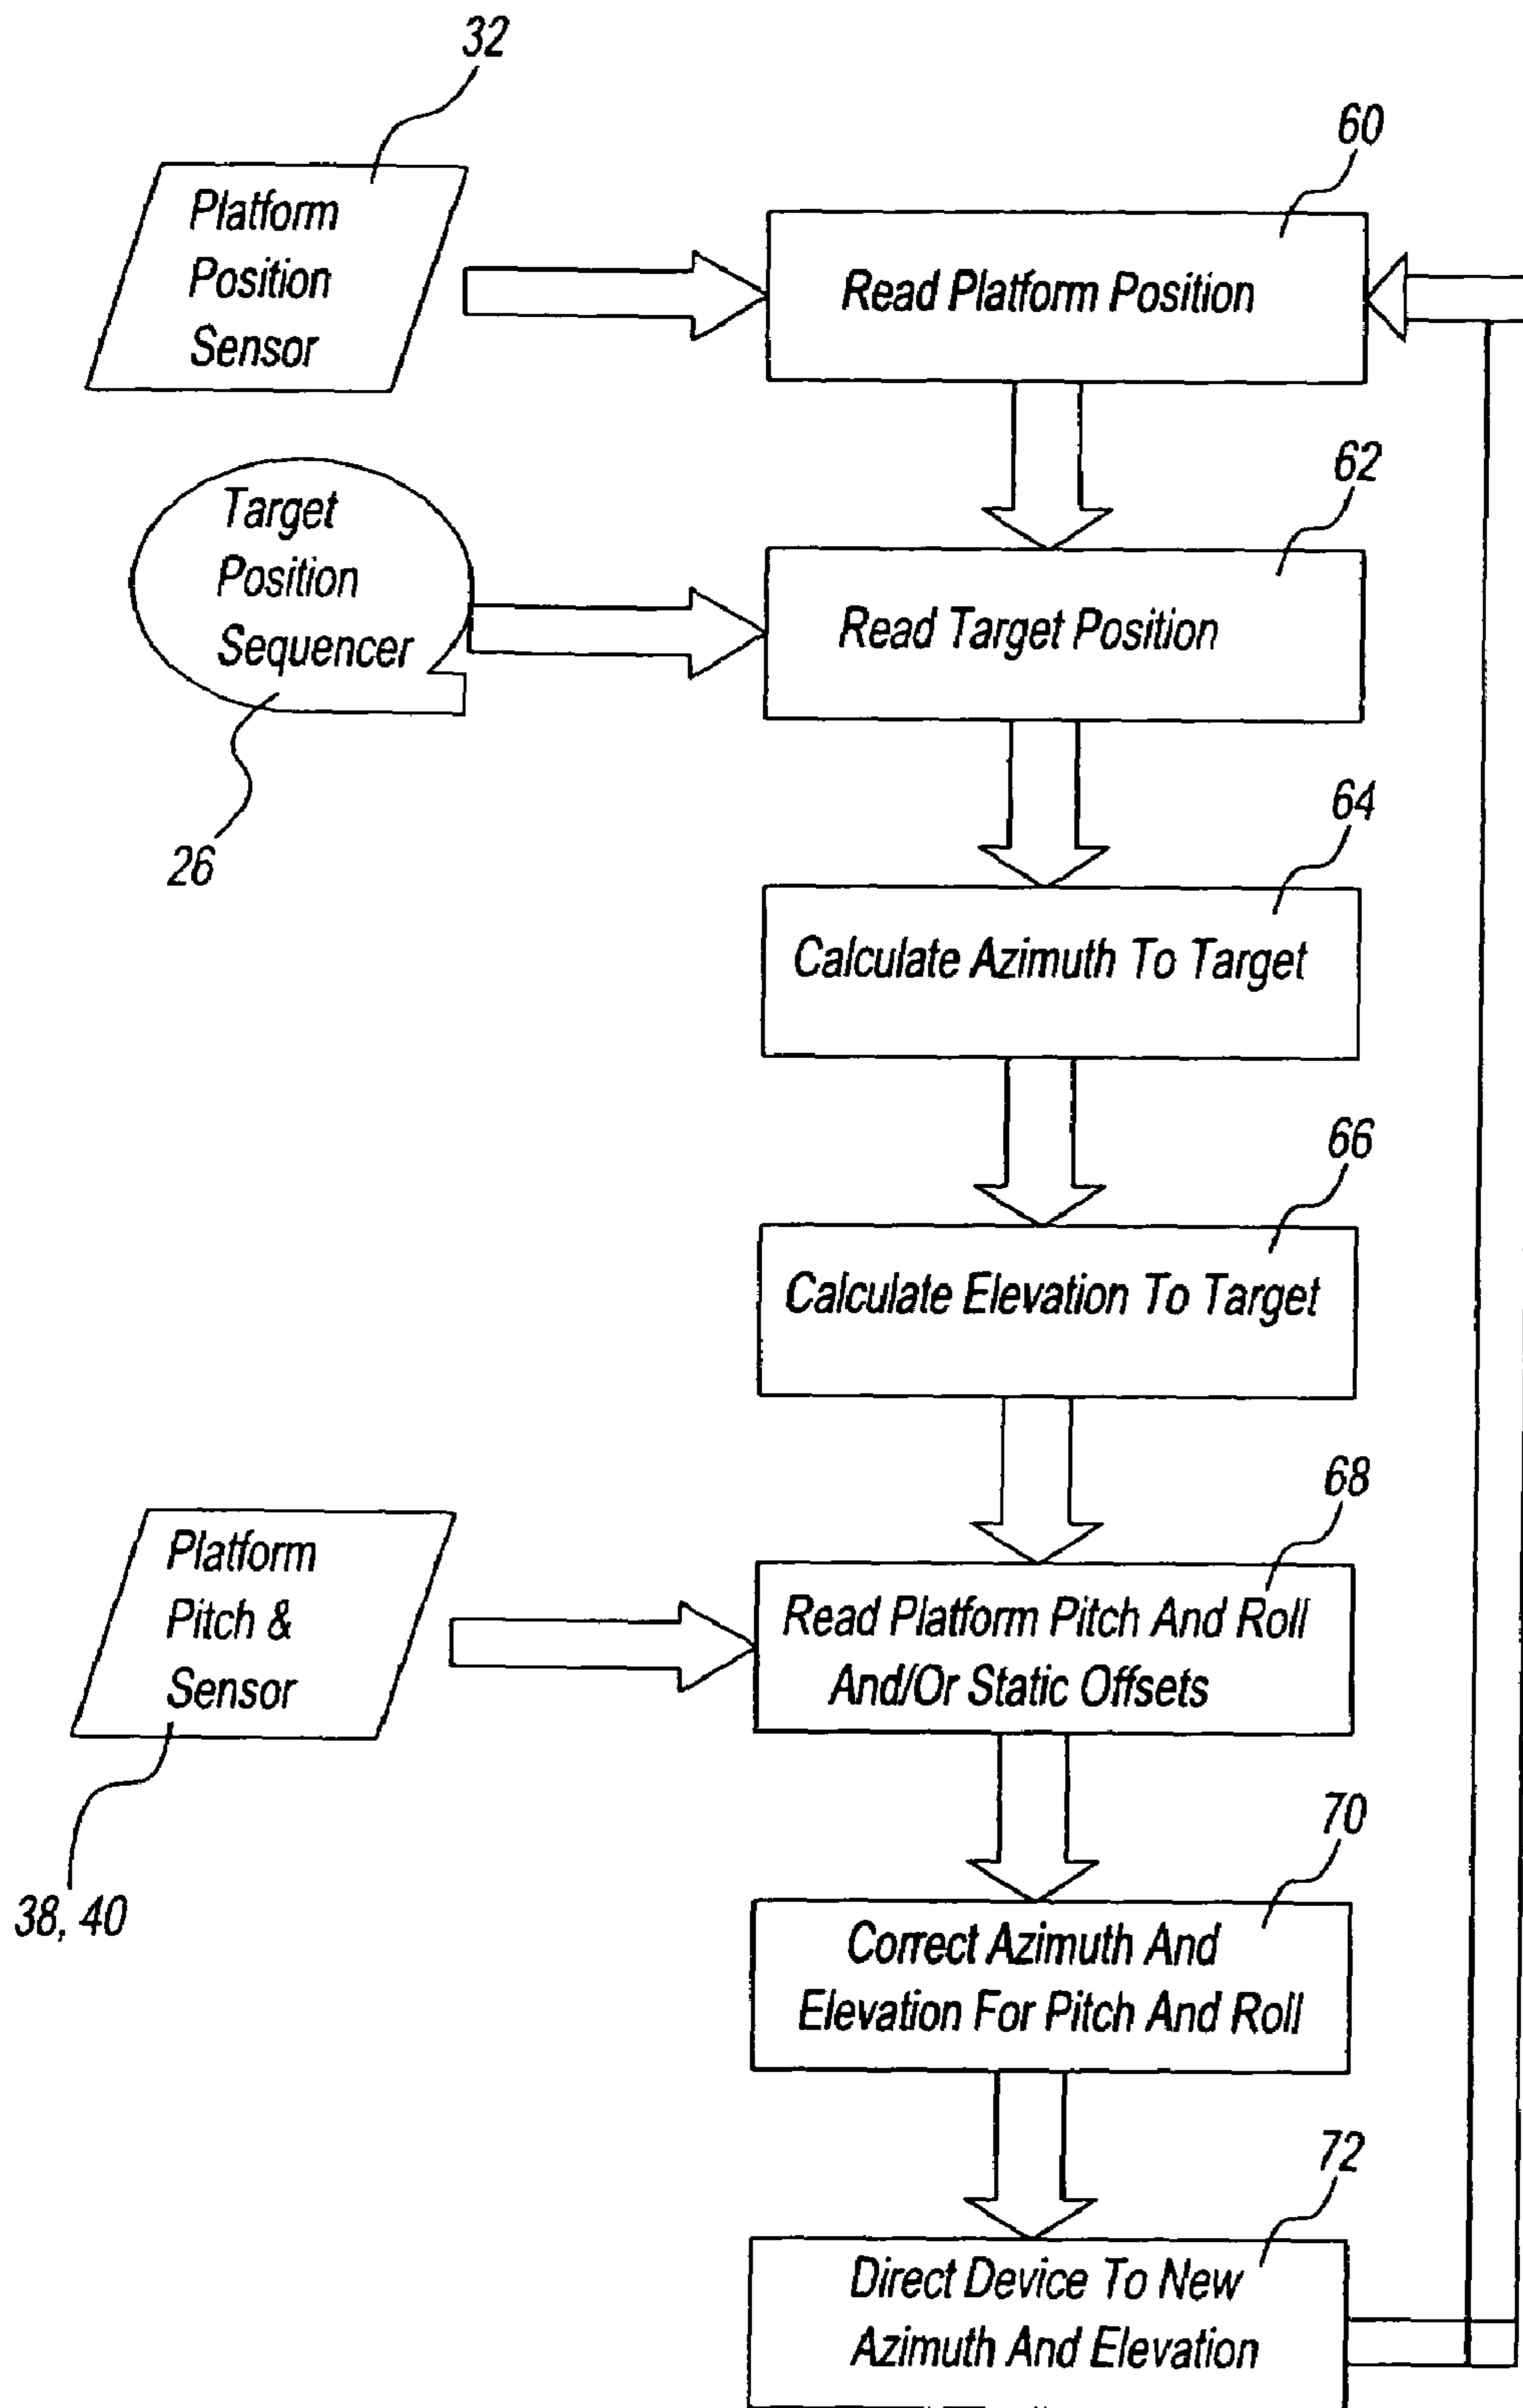 32
60
Platform
Position
Sensor
Read Platform Position
62
Target
Position
Sequencer
Read Target Position
26
64
Calculate Azimuth To Target
66
Calculate Elevation To Target
68
Platform
Pitch &
Sensor
Read Platform Pitch And Roll
And/Or Static Offsets
38, 40
70
Correct Azimuth And
Elevation For Pitch And Roll
72
Direct Device To New
Azimuth And Elevation